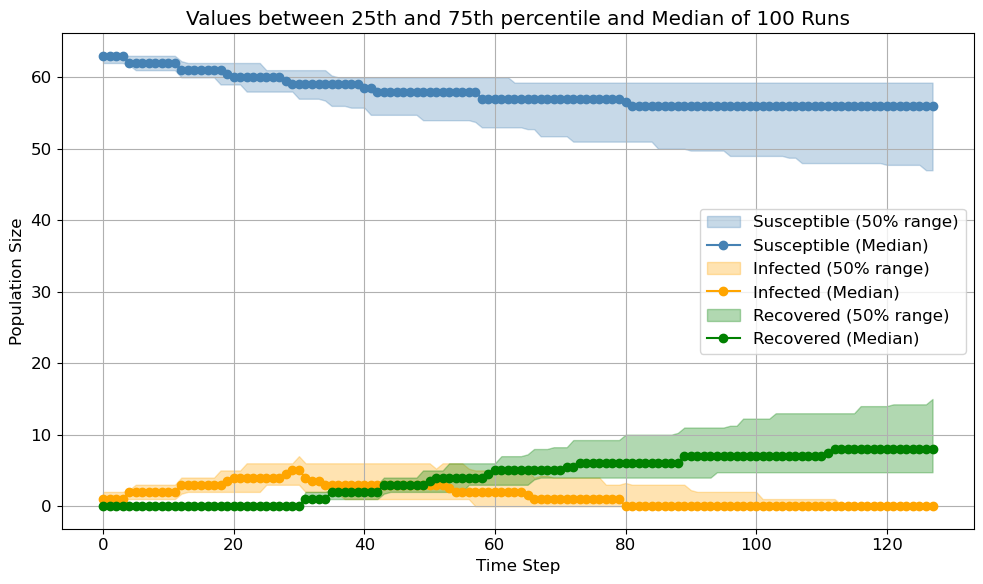 Values between 25th and 75th percentile and Median of 100 Runs
Population Size
60
50
40
30
20
10
0
Susceptible (50% range)
Susceptible (Median)
Infected (50% range)
Infected (Median)
Recovered (50% range)
Recovered (Median)
0 20 40 60 80 100 120
Time Step